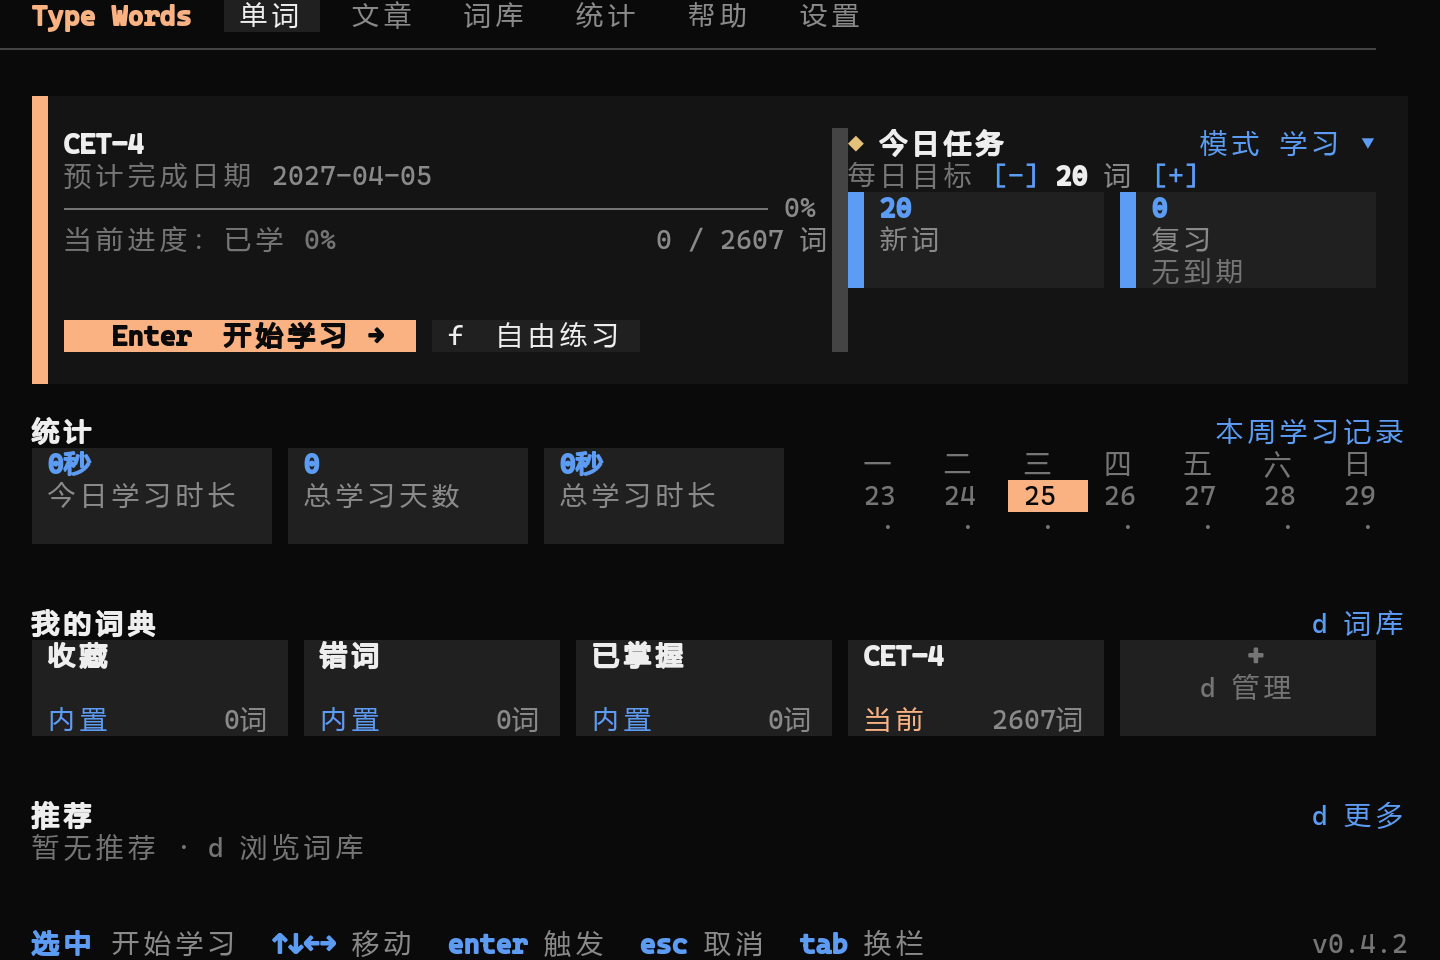 Type Words 单词 文章 词库 统计 帮助 设置
CET-4
预计完成日期 2027-04-05
0%
当前进度: 已学 0% 0 / 2607 词
Enter 开始学习 → f 自由练习
◆ 今日任务 模式 学习 ▼
每日目标 [-] 20 词 [+]
20
新词
0
复习
无到期
统计
0秒
今日学习时长
0
总学习天数
0秒
总学习时长
本周学习记录
一 二 三 四 五 六 日
23 24 25 26 27 28 29
· · · · · · ·
我的词典 d 词库
收藏
内置 0词
错词
内置 0词
已掌握
内置 0词
CET-4
当前 2607词
+
d 管理
推荐 d 更多
暂无推荐 · d 浏览词库
选中 开始学习 ↑↓←→ 移动 enter 触发 esc 取消 tab 换栏 v0.4.2